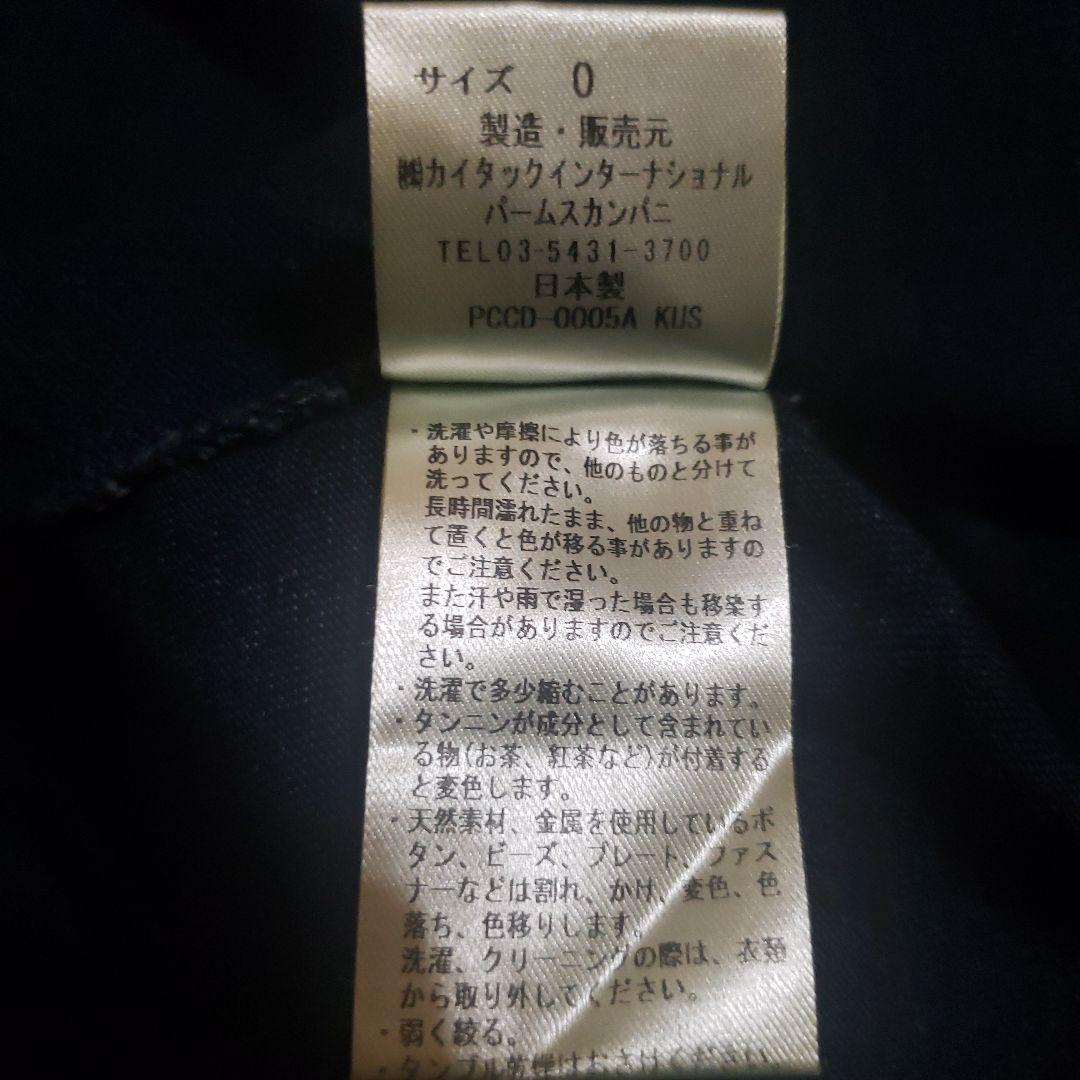 サイズ 0
製造・販売元
㈱カイタックインターナショナル
パームスカンパニ
TEL03-5431-3700
日本製
PCCD-0005A KUS
・洗濯や摩擦により色が落ちる事が
ありますので、他のものと分けて
洗ってください。
長時間濡れたまま、他の物と重ね
て置くと色が移る事がありますの
でご注意ください。
また汗や雨で湿った場合も移染す
る場合がありますのでご注意くだ
さい。
・洗濯で多少縮むことがあります。
・タンニンが成分として含まれてい
る物(お茶、紅茶など)が付着する
と変色します。
・天然素材、金属を使用しているボ
タン、ビーズ、プレート、ファス
ナーなどは割れ、かけ、変色、色
落ち、色移りします。
洗濯、クリーニングの際は、衣類
から取り外してください。
・弱く絞る。
・タンブル乾燥はおさけください